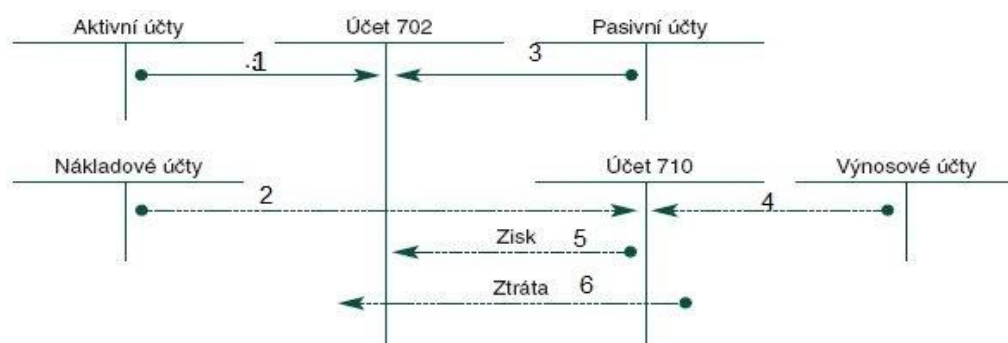 Aktivní účty Účet 702 Pasivní účty
.:1 3
Nákladové účty Účet 710 Výnosové účty
2 4
Zisk 5
Ztráta 6